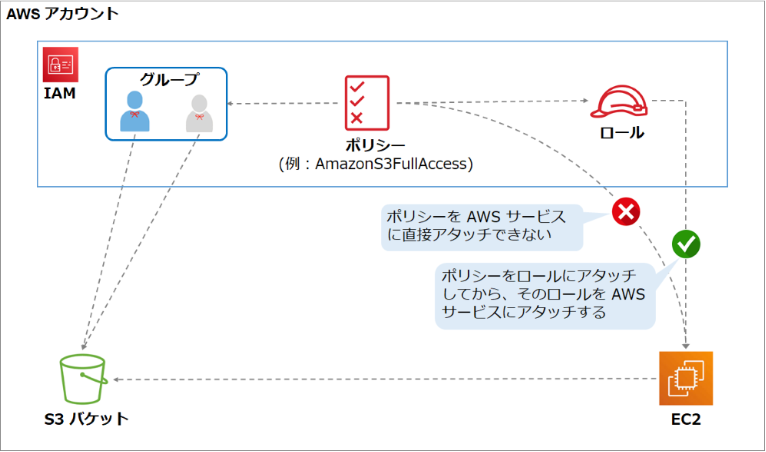 AWS アカウント
IAM
グループ
ポリシー
(例：AmazonS3FullAccess)
ロール
ポリシーを AWS サービス
に直接アタッチできない
ポリシーをロールにアタッチ
してから、そのロールを AWS
サービスにアタッチする
S3 バケット
EC2